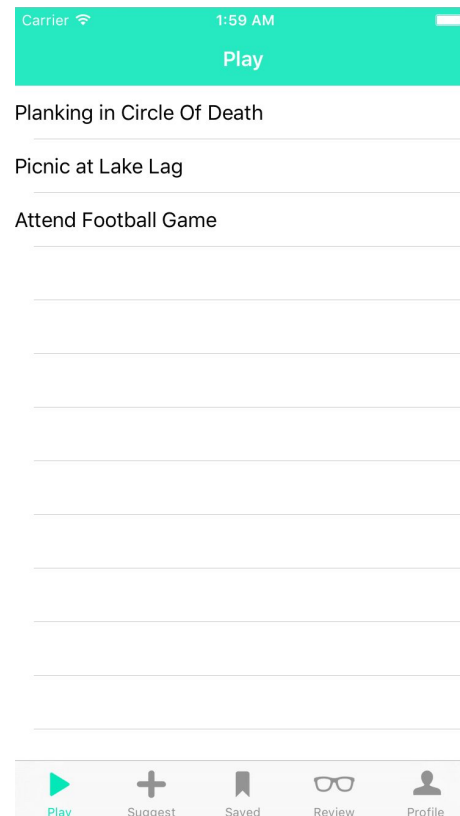 Carrier 1:59 AM
Play
Planking in Circle Of Death
Picnic at Lake Lag
Attend Football Game
Play Suggest Saved Review Profile